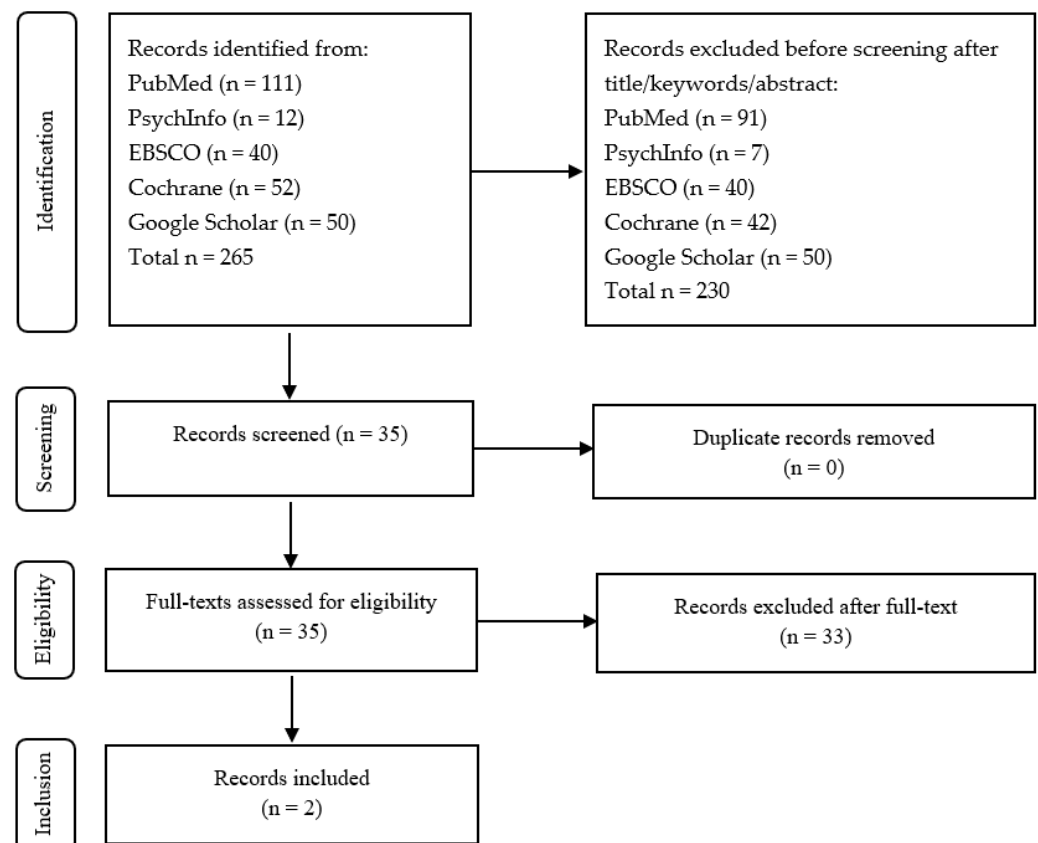 Identification
Records identified from:
PubMed (n = 111)
PsychInfo (n = 12)
EBSCO (n = 40)
Cochrane (n = 52)
Google Scholar (n = 50)
Total n = 265
Records excluded before screening after
title/keywords/abstract:
PubMed (n = 91)
PsychInfo (n = 7)
EBSCO (n = 40)
Cochrane (n = 42)
Google Scholar (n = 50)
Total n = 230
Screening
Records screened (n = 35)
Duplicate records removed
(n = 0)
Eligibility
Full-texts assessed for eligibility
(n = 35)
Records excluded after full-text
(n = 33)
Inclusion
Records included
(n = 2)